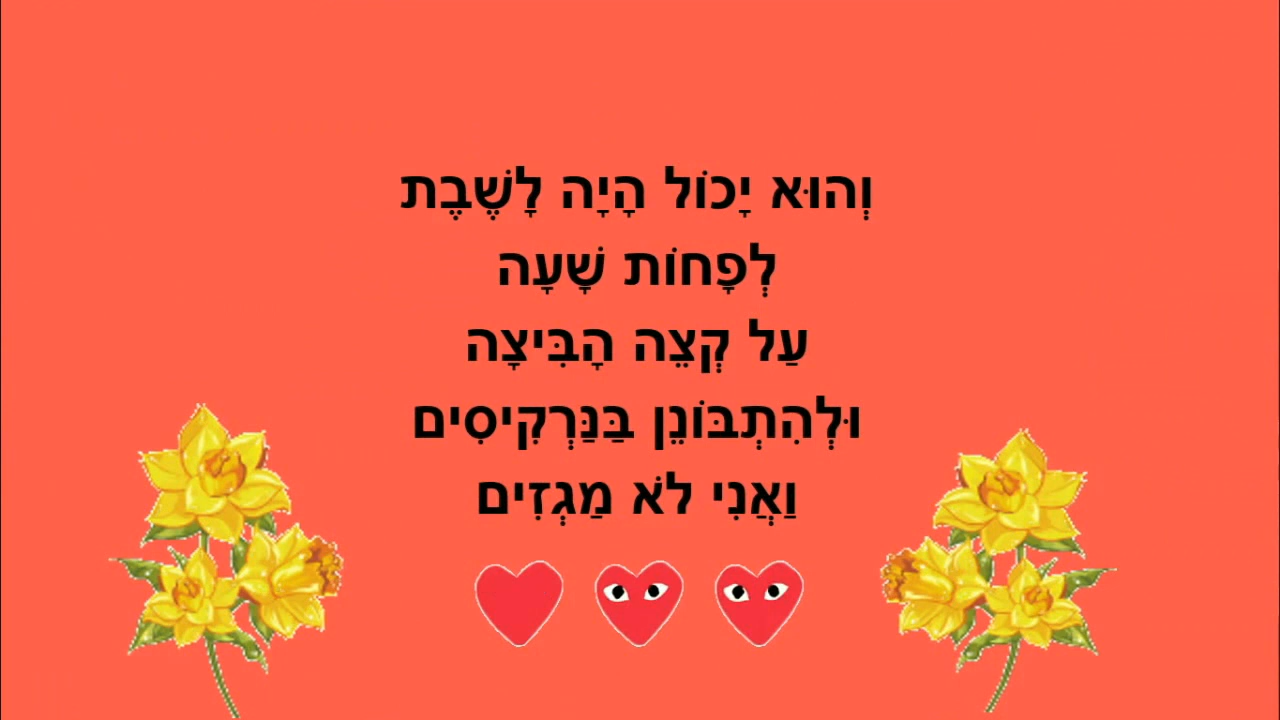 וְהוּא יָכוֹל הָיָה לָשֶׁבֶת
לְפָּחוֹת שָׁעָה
עַל קְצֵה הָבִּיצָה
וּלְהִתְבּוֹנֵן בַּנַּרְקִיסִים
וַאֲנִי לֹא מַגְזִים